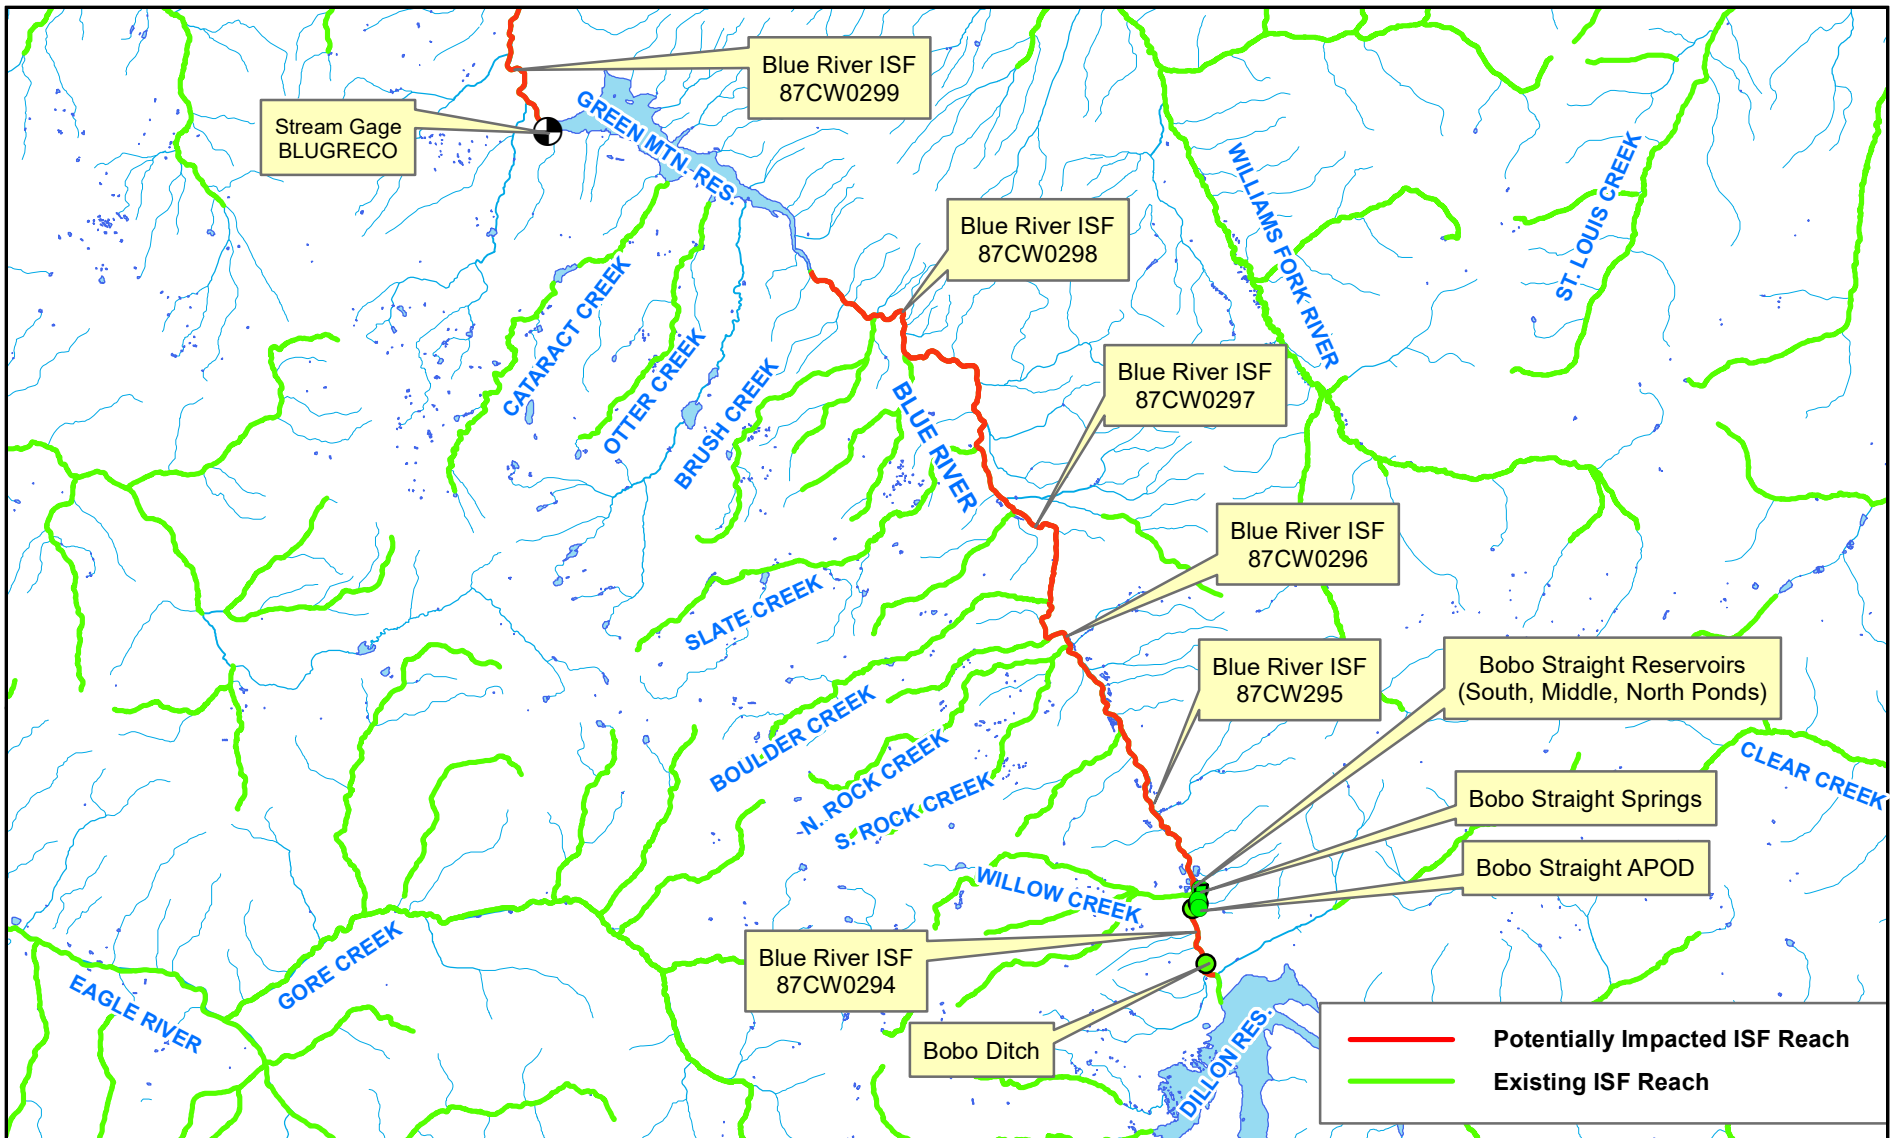 Blue River ISF
87CW0299
Stream Gage
BLUGRECO
GREEN MTN. RES.
Blue River ISF
87CW0298
WILLIAMS FORK RIVER
ST. LOUIS CREEK
CATARACT CREEK
OTTER CREEK
BRUSH CREEK
BLUE RIVER
Blue River ISF
87CW0297
Blue River ISF
87CW0296
SLATE CREEK
Blue River ISF
87CW295
Bobo Straight Reservoirs
(South, Middle, North Ponds)
BOULDER CREEK
N. ROCK CREEK
S. ROCK CREEK
CLEAR CREEK
Bobo Straight Springs
Bobo Straight APOD
WILLOW CREEK
Blue River ISF
87CW0294
GORE CREEK
EAGLE RIVER
Bobo Ditch
DILLON RES.
Potentially Impacted ISF Reach
Existing ISF Reach